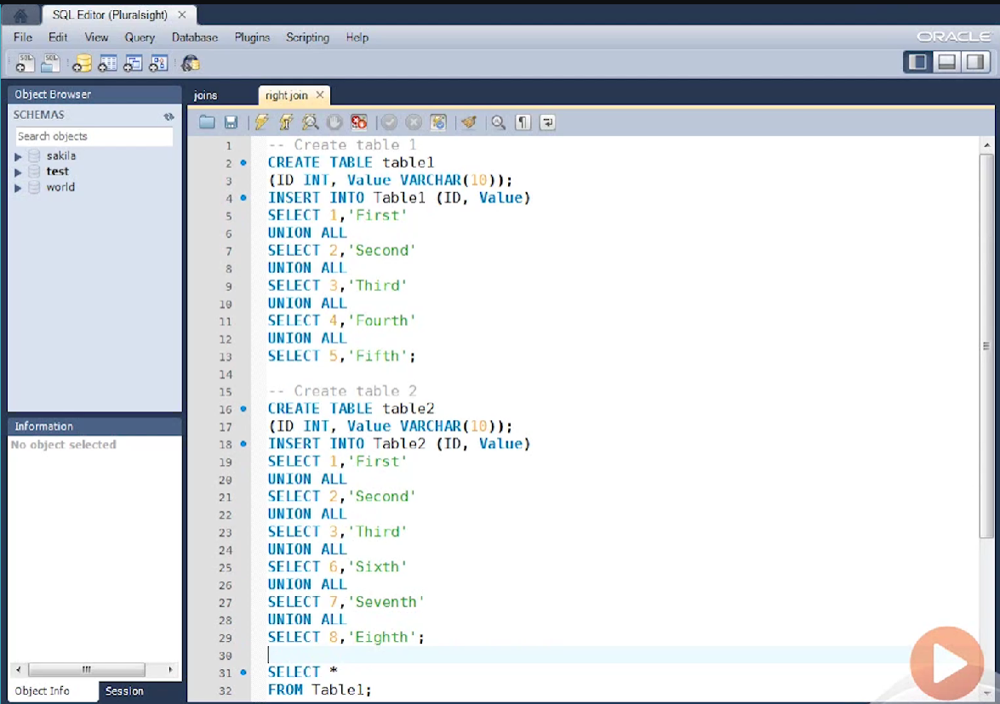 SQL Editor (Pluralsight) ×
File Edit View Query Database Plugins Scripting Help
ORACLE
SQL SQL
Object Browser
SCHEMAS
Search objects
sakila
test
world
Information
No object selected
Object Info Session
joins right join ×
1 -- Create table 1
2 CREATE TABLE table1
3 (ID INT, Value VARCHAR(10));
4 INSERT INTO Table1 (ID, Value)
5 SELECT 1,'First'
6 UNION ALL
7 SELECT 2,'Second'
8 UNION ALL
9 SELECT 3,'Third'
10 UNION ALL
11 SELECT 4,'Fourth'
12 UNION ALL
13 SELECT 5,'Fifth';
14
15 -- Create table 2
16 CREATE TABLE table2
17 (ID INT, Value VARCHAR(10));
18 INSERT INTO Table2 (ID, Value)
19 SELECT 1,'First'
20 UNION ALL
21 SELECT 2,'Second'
22 UNION ALL
23 SELECT 3,'Third'
24 UNION ALL
25 SELECT 6,'Sixth'
26 UNION ALL
27 SELECT 7,'Seventh'
28 UNION ALL
29 SELECT 8,'Eighth';
30
31 SELECT *
32 FROM Table1;